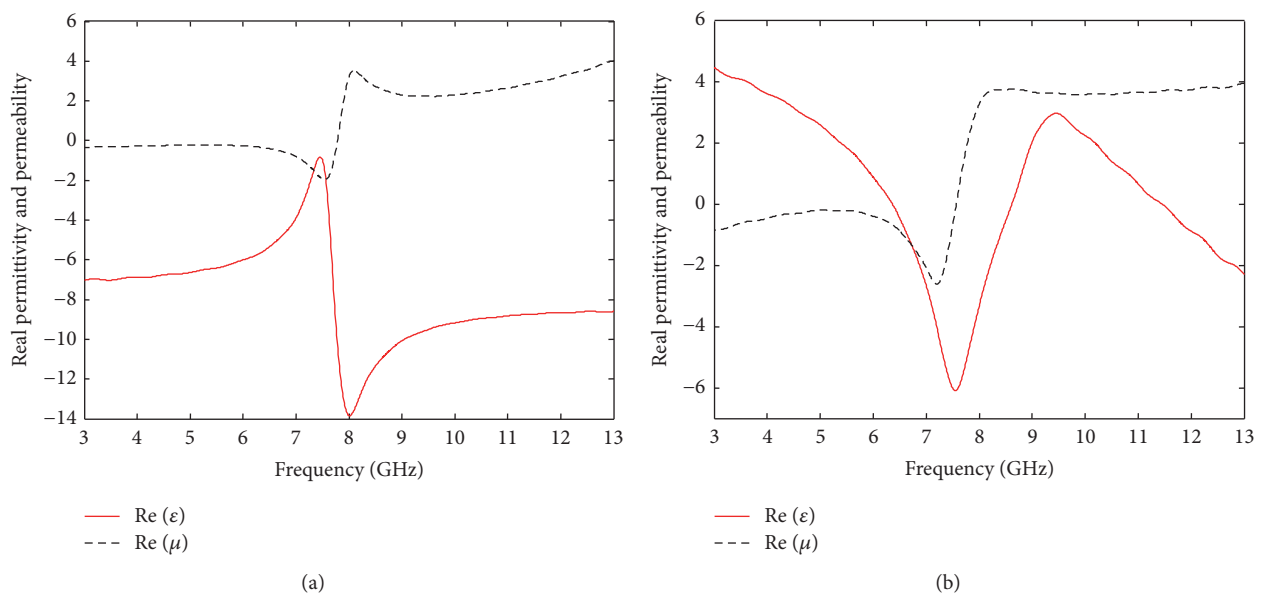 6
4
2
0
−2
−4
−6
−8
−10
−12
−14
Real permittivity and permeability
3 4 5 6 7 8 9 10 11 12 13
Frequency (GHz)
Re (ε)
Re (μ)
(a)
6
4
2
0
−2
−4
−6
Real permittivity and permeability
3 4 5 6 7 8 9 10 11 12 13
Frequency (GHz)
Re (ε)
Re (μ)
(b)